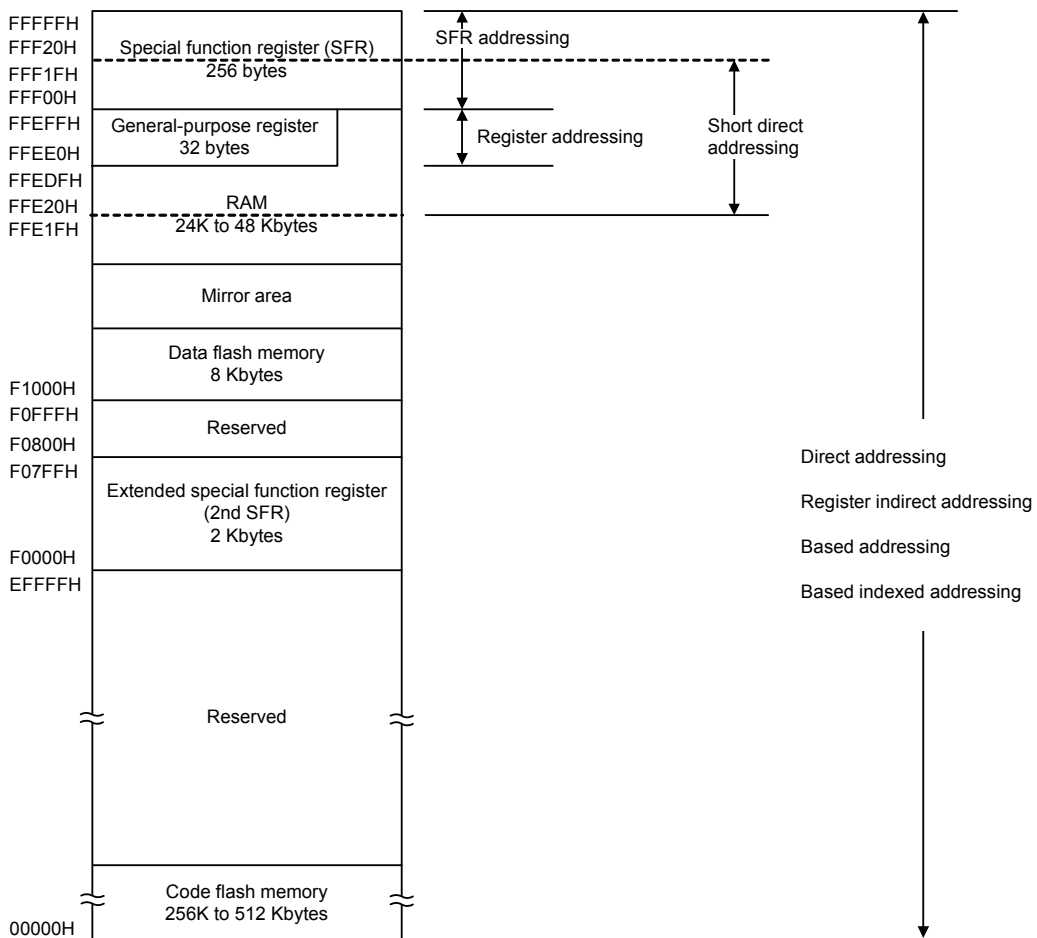 FFFFFH
FFF20H
FFF1FH
FFF00H
FFEFFH
FFEE0H
FFEDFH
FFE20H
FFE1FH
F1000H
F0FFFH
F0800H
F07FFH
F0000H
EFFFFH
00000H
Special function register (SFR)
256 bytes
General-purpose register
32 bytes
RAM
24K to 48 Kbytes
Mirror area
Data flash memory
8 Kbytes
Reserved
Extended special function register
(2nd SFR)
2 Kbytes
Reserved
Code flash memory
256K to 512 Kbytes
SFR addressing
Register addressing
Short direct
addressing
Direct addressing
Register indirect addressing
Based addressing
Based indexed addressing